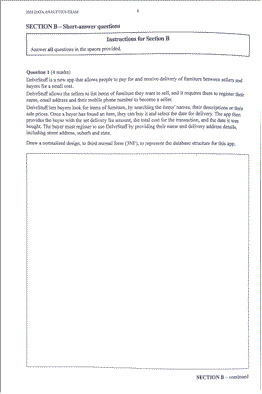 2023 DATA ANALYTICS EXAM
SECTION B – Short-answer questions
Instructions for Section B
Answer all questions in the spaces provided.
Question 1 (4 marks)
DelivrStuff is a new app that allows people to pay for and receive delivery of furniture between sellers and
buyers for a small cost.
DelivrStuff allows the sellers to list items of furniture they want to sell, and it requires them to register their
name, email address and their mobile phone number to become a seller.
DelivrStuff lets buyers look for items of furniture, by searching the items' names, their descriptions or their
sale prices. Once a buyer has found an item, they can buy it and select the date for delivery. The app then
provides the buyer with the set delivery fee amount, the total cost for the transaction, and the date it was
bought. The buyer must register to use DelivrStuff by providing their name and delivery address details,
including street address, suburb and state.
Draw a normalised design, to third normal form (3NF), to represent the database structure for this app.
SECTION B – continued